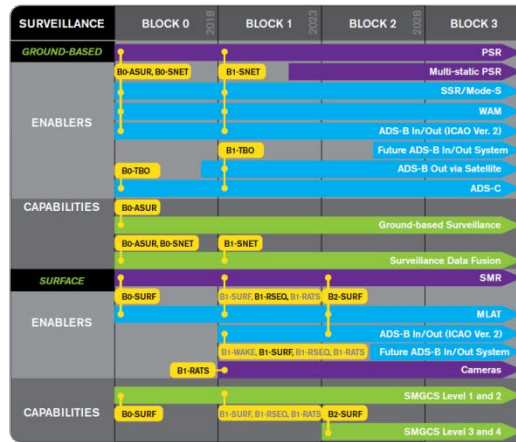 SURVEILLANCE BLOCK 0 2018 BLOCK 1 2023 BLOCK 2 2028 BLOCK 3
GROUND-BASED PSR
B0-ASUR, B0-SNET B1-SNET Multi-static PSR
SSR/Mode-S
ENABLERS WAM
ADS-B In/Out (ICAO Ver. 2)
B1-TBO Future ADS-B In/Out System
B0-TBO ADS-B Out via Satellite
ADS-C
CAPABILITIES B0-ASUR
Ground-based Surveillance
B0-ASUR, B0-SNET B1-SNET
Surveillance Data Fusion
SURFACE SMR
B0-SURF B1-SURF, B1-RSEQ, B1-RATS B2-SURF
ENABLERS MLAT
ADS-B In/Out (ICAO Ver. 2)
B1-WAKE, B1-SURF, B1-RSEQ, B1-RATS Future ADS-B In/Out System
B1-RATS Cameras
SMGCS Level 1 and 2
CAPABILITIES B0-SURF B1-SURF, B1-RSEQ, B1-RATS B2-SURF
SMGCS Level 3 and 4